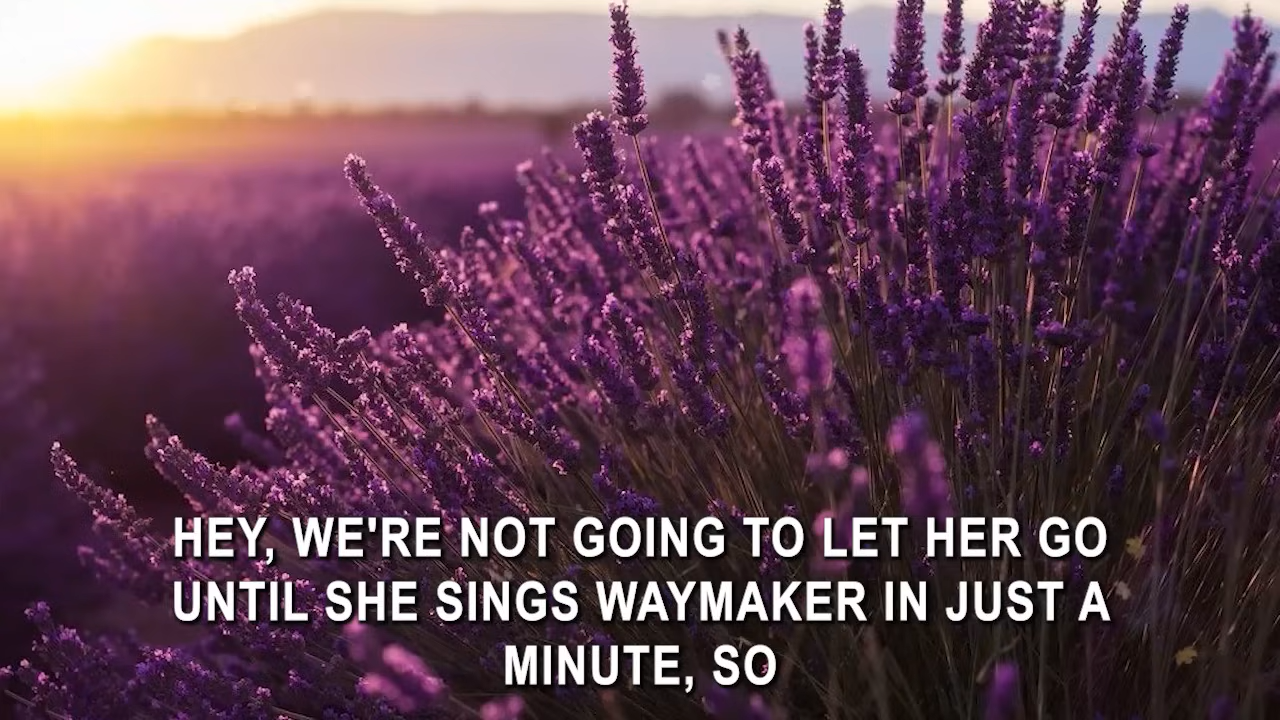 HEY, WE'RE NOT GOING TO LET HER GO
UNTIL SHE SINGS WAYMAKER IN JUST A
MINUTE, SO